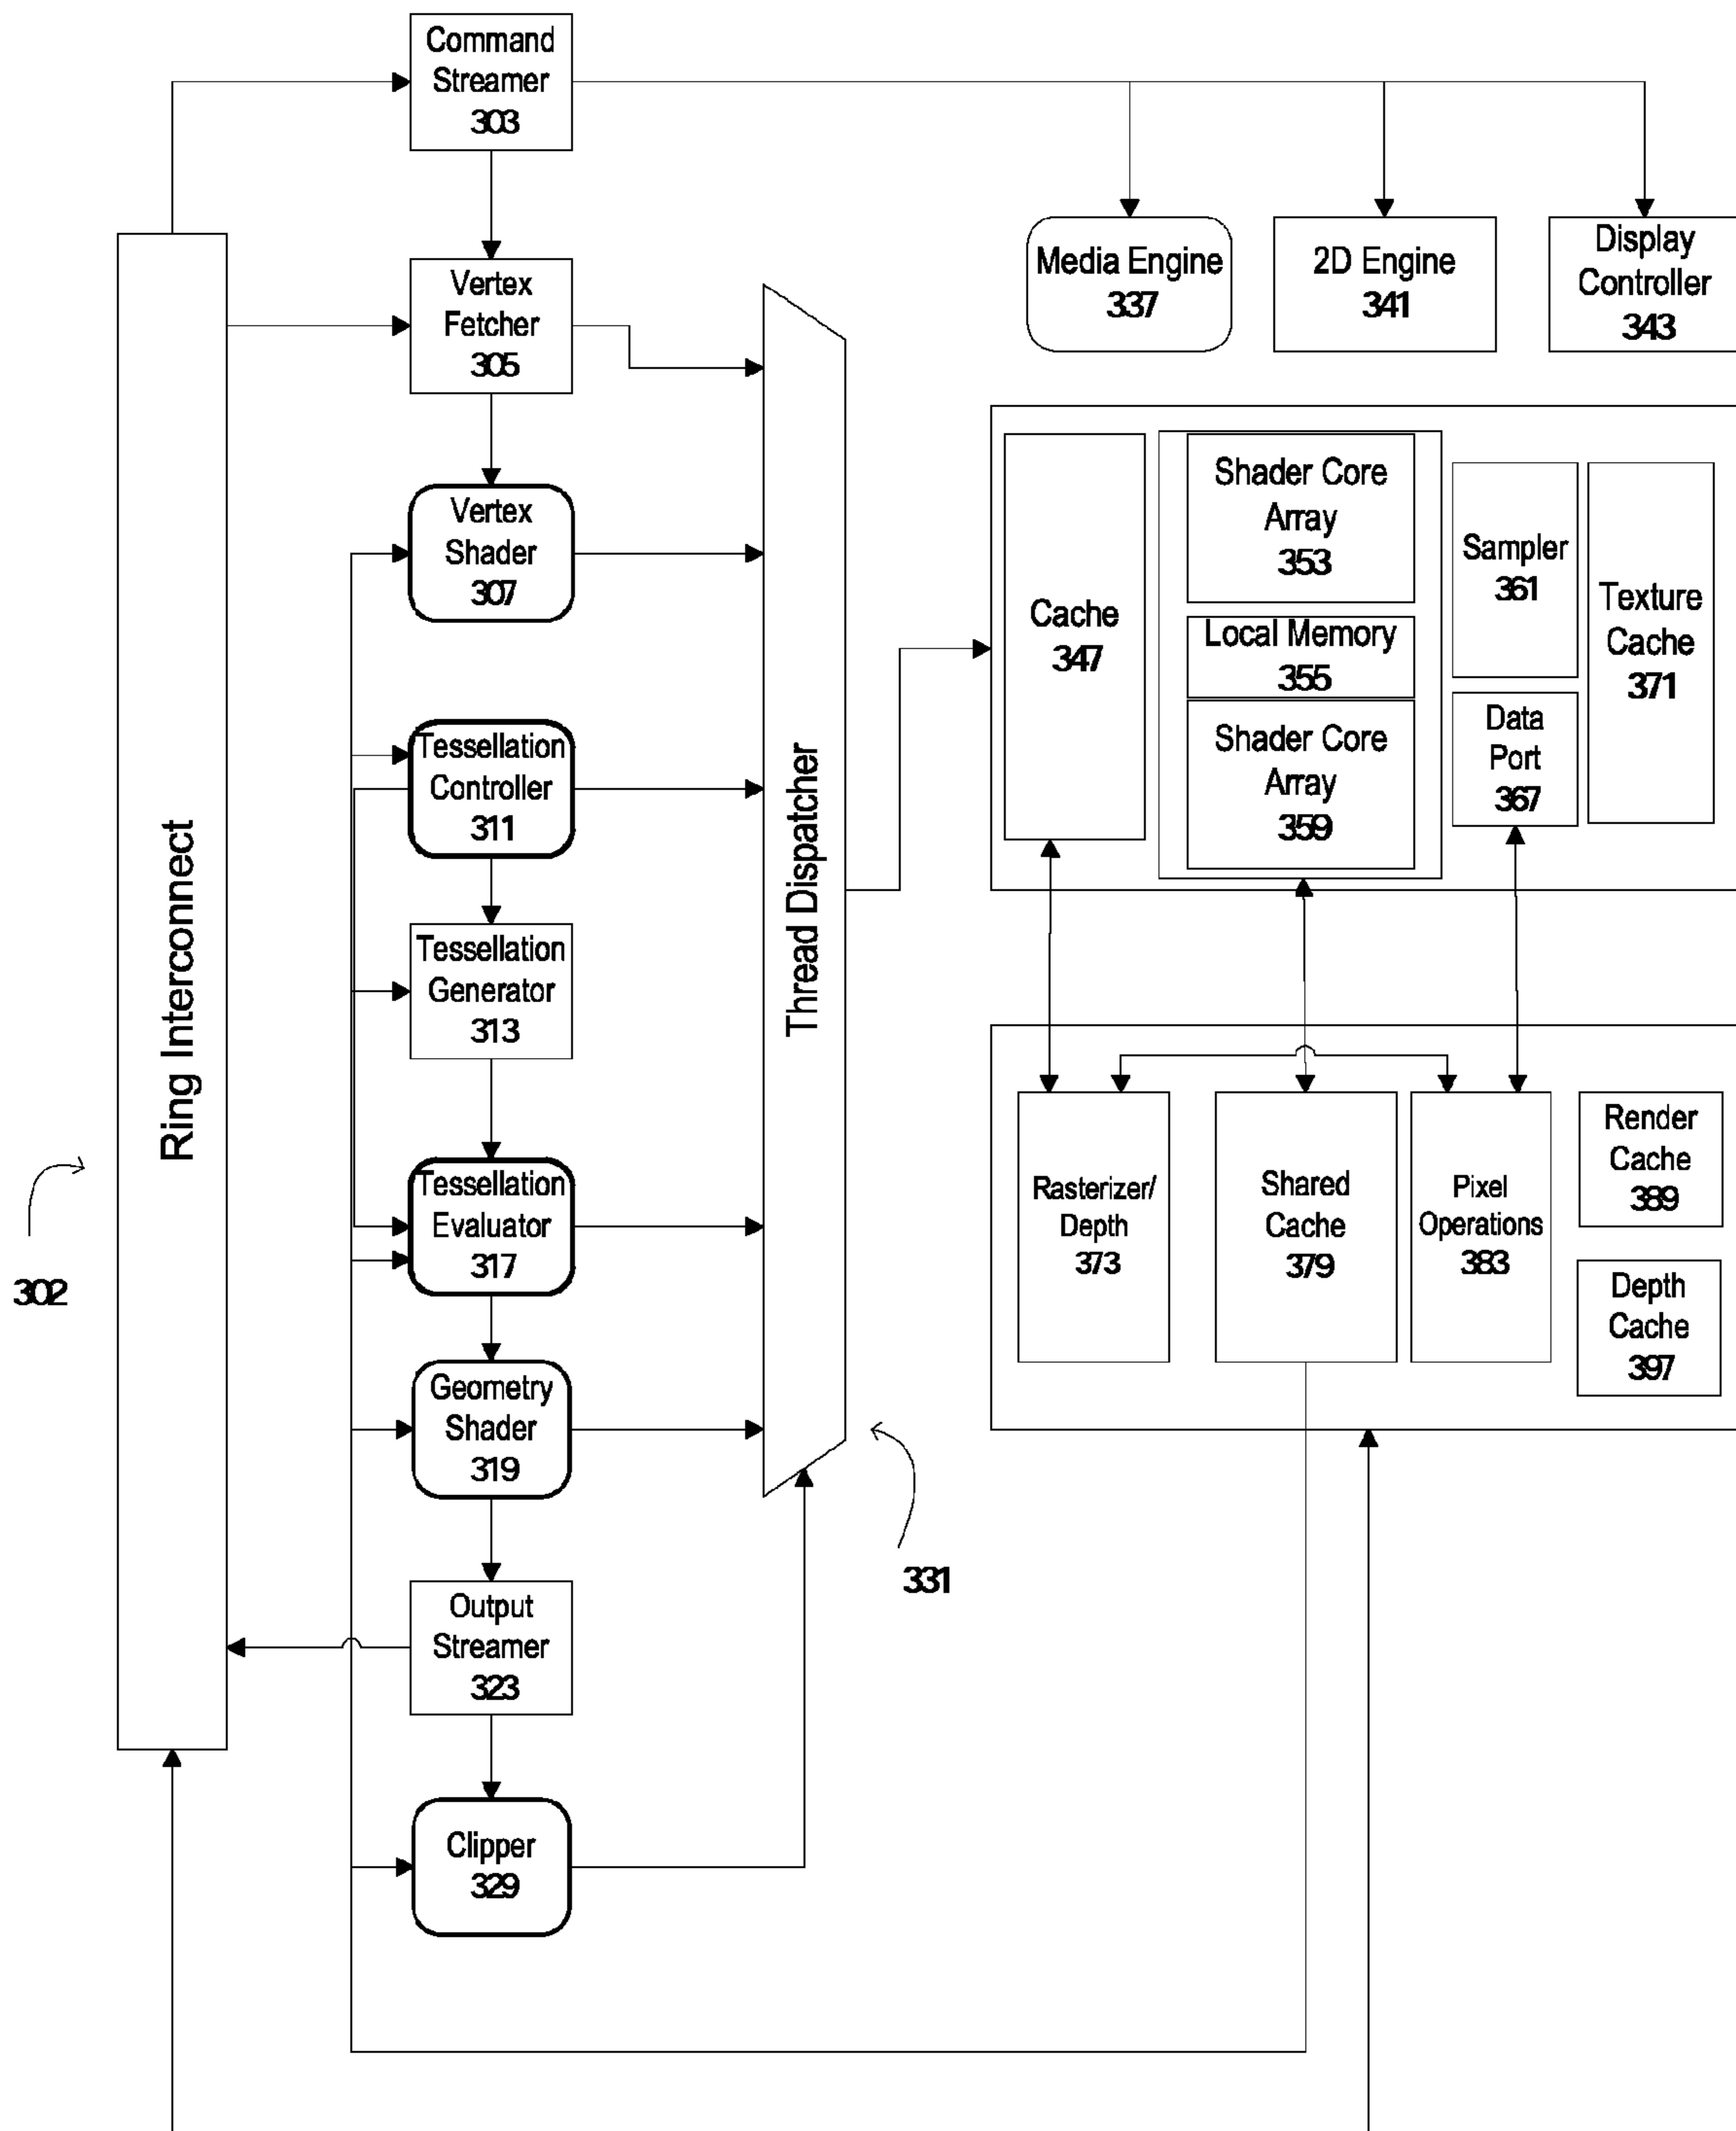 Command
Streamer
303
Vertex
Fetcher
305
Media Engine
337
2D Engine
341
Display
Controller
343
Vertex
Shader
307
Cache
347
Shader Core
Array
353
Local Memory
355
Shader Core
Array
359
Sampler
361
Data
Port
367
Texture
Cache
371
Tessellation
Controller
311
Tessellation
Generator
313
Ring Interconnect
302
Thread Dispatcher
331
Tessellation
Evaluator
317
Rasterizer/
Depth
373
Shared
Cache
379
Pixel
Operations
383
Render
Cache
389
Depth
Cache
397
Geometry
Shader
319
Output
Streamer
323
Clipper
329